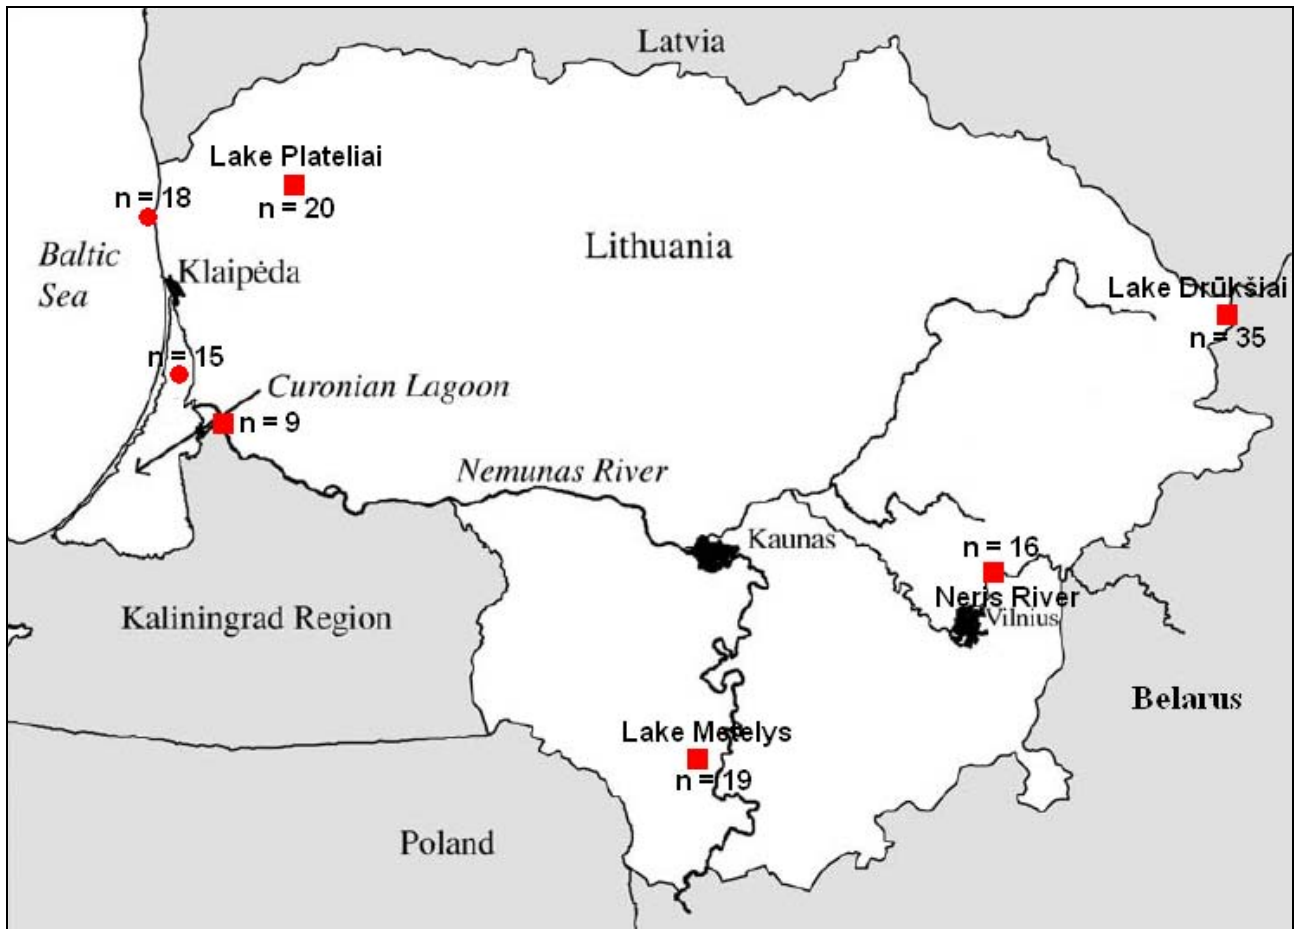 Latvia
Lake Plateliai
n = 18
n = 20
Baltic
Sea
Lithuania
Klaipėda
Lake Drūkšiai
n = 35
n = 15
Curonian Lagoon
n = 9
Nemunas River
Kaunas
n = 16
Neris River
Vilnius
Kaliningrad Region
Belarus
Lake Metelys
n = 19
Poland